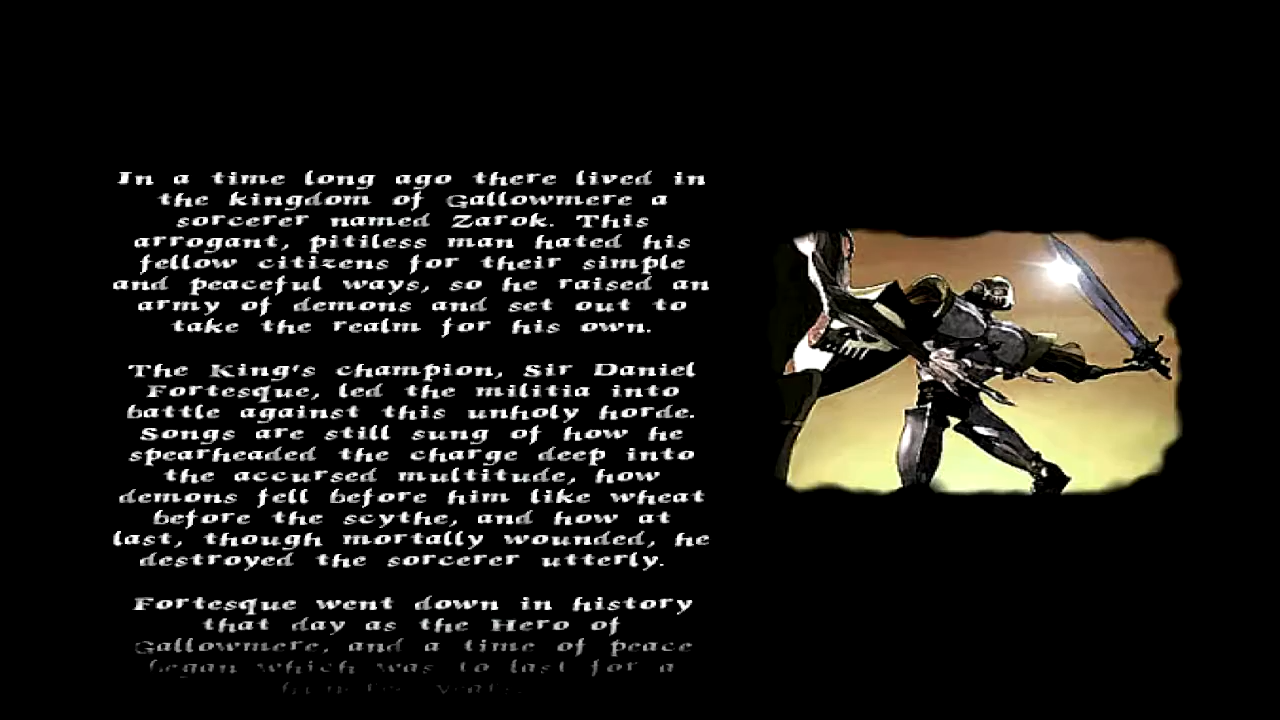 In a time long ago there lived in
the kingdom of Gallowmere a
sorcerer named Zarok. This
arrogant, pitiless man hated his
fellow citizens for their simple
and peaceful ways, so he raised an
army of demons and set out to
take the realm for his own.
The King's champion, Sir Daniel
Fortesque, led the militia into
battle against this unholy horde.
Songs are still sung of how he
spearheaded the charge deep into
the accursed multitude, how
demons fell before him like wheat
before the scythe, and how at
last, though mortally wounded, he
destroyed the sorcerer utterly.
Fortesque went down in history
that day as the Hero of
Gallowmere, and a time of peace
began which was to last for a